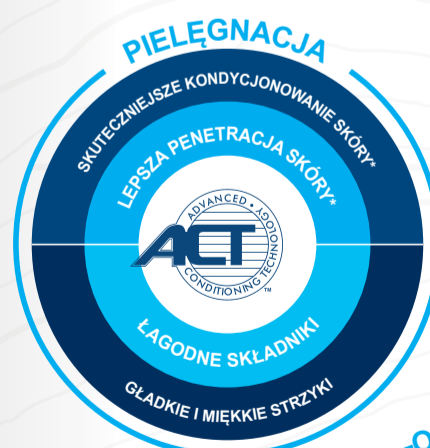 PIELĘGNACJA
SKUTECZNIEJSZE KONDYCJONOWANIE SKÓRY*
LEPSZA PENETRACJA SKÓRY*
ADVANCED •
ACT
CONDITIONING TECHNOLOGY
™
ŁAGODNE SKŁADNIKI
GŁADKIE I MIĘKKIE STRZYKI